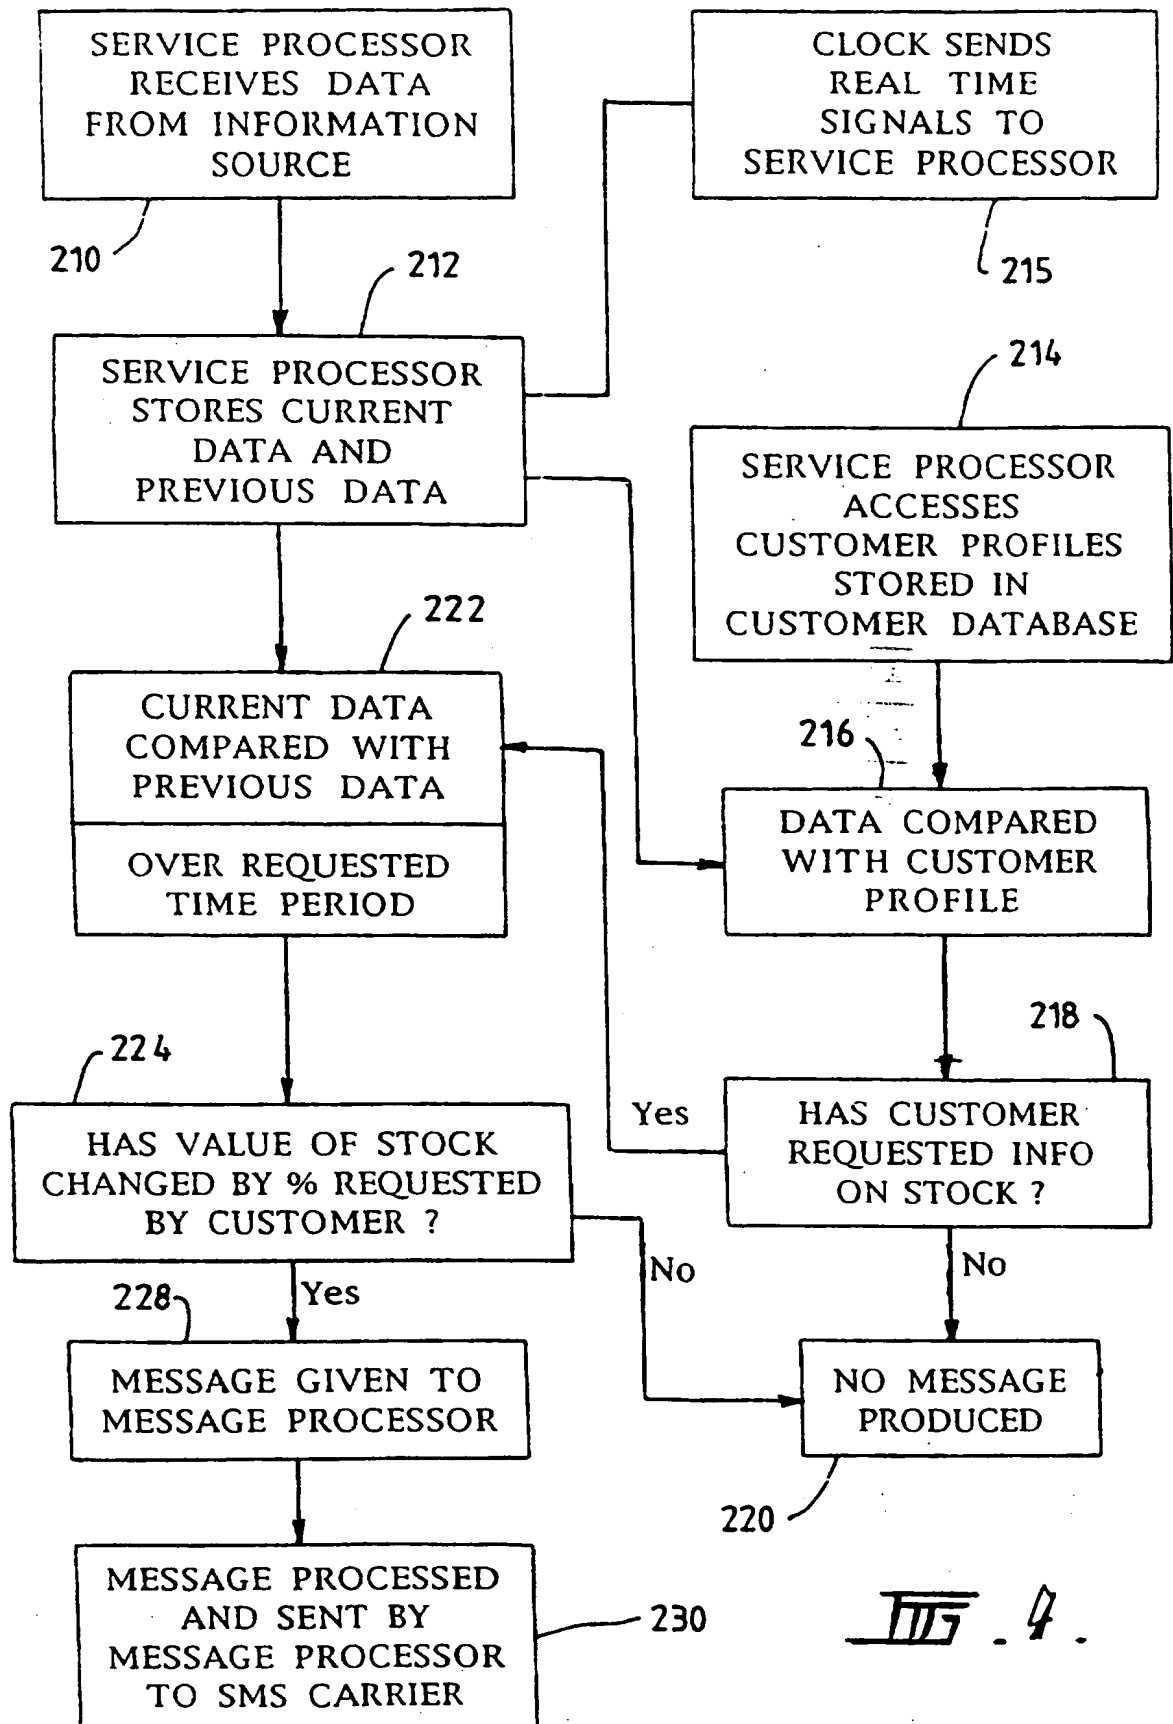 SERVICE PROCESSOR
RECEIVES DATA
FROM INFORMATION
SOURCE
210
CLOCK SENDS
REAL TIME
SIGNALS TO
SERVICE PROCESSOR
215
212
SERVICE PROCESSOR
STORES CURRENT
DATA AND
PREVIOUS DATA
214
SERVICE PROCESSOR
ACCESSES
CUSTOMER PROFILES
STORED IN
CUSTOMER DATABASE
222
CURRENT DATA
COMPARED WITH
PREVIOUS DATA
OVER REQUESTED
TIME PERIOD
216
DATA COMPARED
WITH CUSTOMER
PROFILE
218
HAS CUSTOMER
REQUESTED INFO
ON STOCK ?
Yes
No
224
HAS VALUE OF STOCK
CHANGED BY % REQUESTED
BY CUSTOMER ?
No
Yes
228
MESSAGE GIVEN TO
MESSAGE PROCESSOR
NO MESSAGE
PRODUCED
220
MESSAGE PROCESSED
AND SENT BY
MESSAGE PROCESSOR
TO SMS CARRIER
230
FIG. 4.